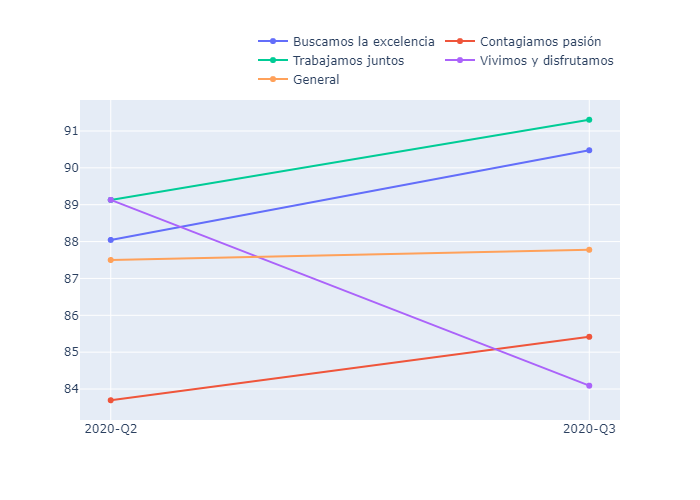 Buscamos la excelencia Contagiamos pasión
Trabajamos juntos Vivimos y disfrutamos
General
91
90
89
88
87
86
85
84
2020-Q2 2020-Q3